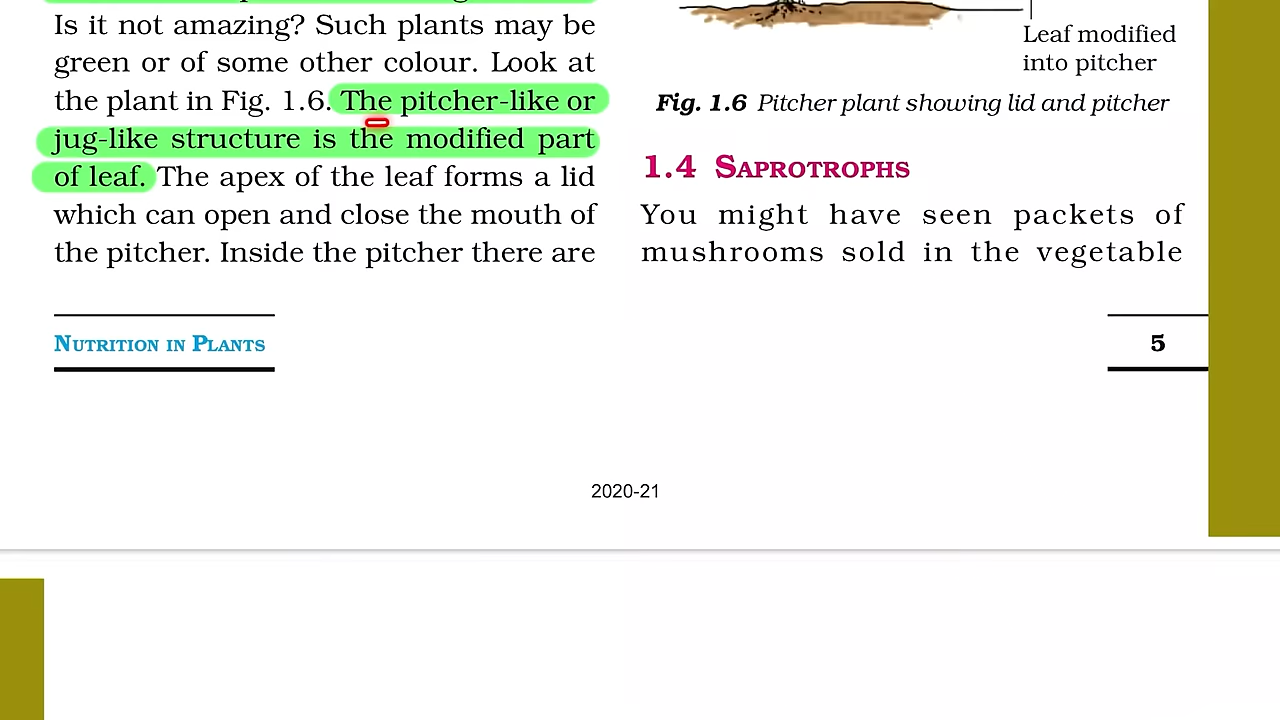 Is it not amazing? Such plants may be
green or of some other colour. Look at
the plant in Fig. 1.6. The pitcher-like or
jug-like structure is the modified part
of leaf. The apex of the leaf forms a lid
which can open and close the mouth of
the pitcher. Inside the pitcher there are
Leaf modified
into pitcher
Fig. 1.6 Pitcher plant showing lid and pitcher
1.4 SAPROTROPHS
You might have seen packets of
mushrooms sold in the vegetable
NUTRITION IN PLANTS
5
2020-21